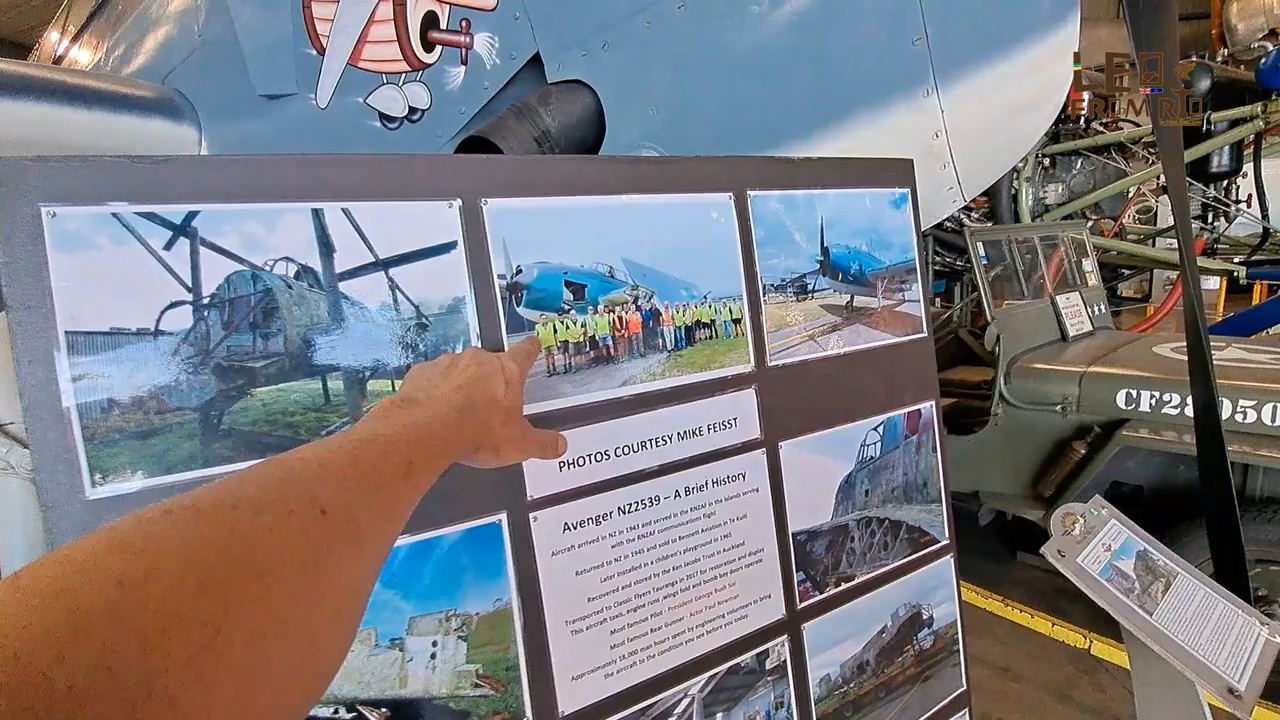 LEO
FROM RIO
PHOTOS COURTESY MIKE FEISST
Avenger NZ2539 – A Brief History
Aircraft arrived in NZ in 1943 and served in the RNZAF in the Islands serving
with the RNZAF communications flight
Returned to NZ in 1945 and sold to Bennett Aviation in Te Kuiti
Later Installed in a children's playground in 1965
Recovered and stored by the Ken Jacobs Trust in Auckland
Transported to Classic Flyers Tauranga in 2017 for restoration and display
This aircraft taxis, engine runs ,wings fold and bomb bay doors operate
Most famous Pilot : President George Bush Snr
Most famous Rear Gunner : Actor Paul Newman
Approximately 18,000 man hours spent by engineering volunteers to bring
the aircraft to the condition you see before you today
PLEASE